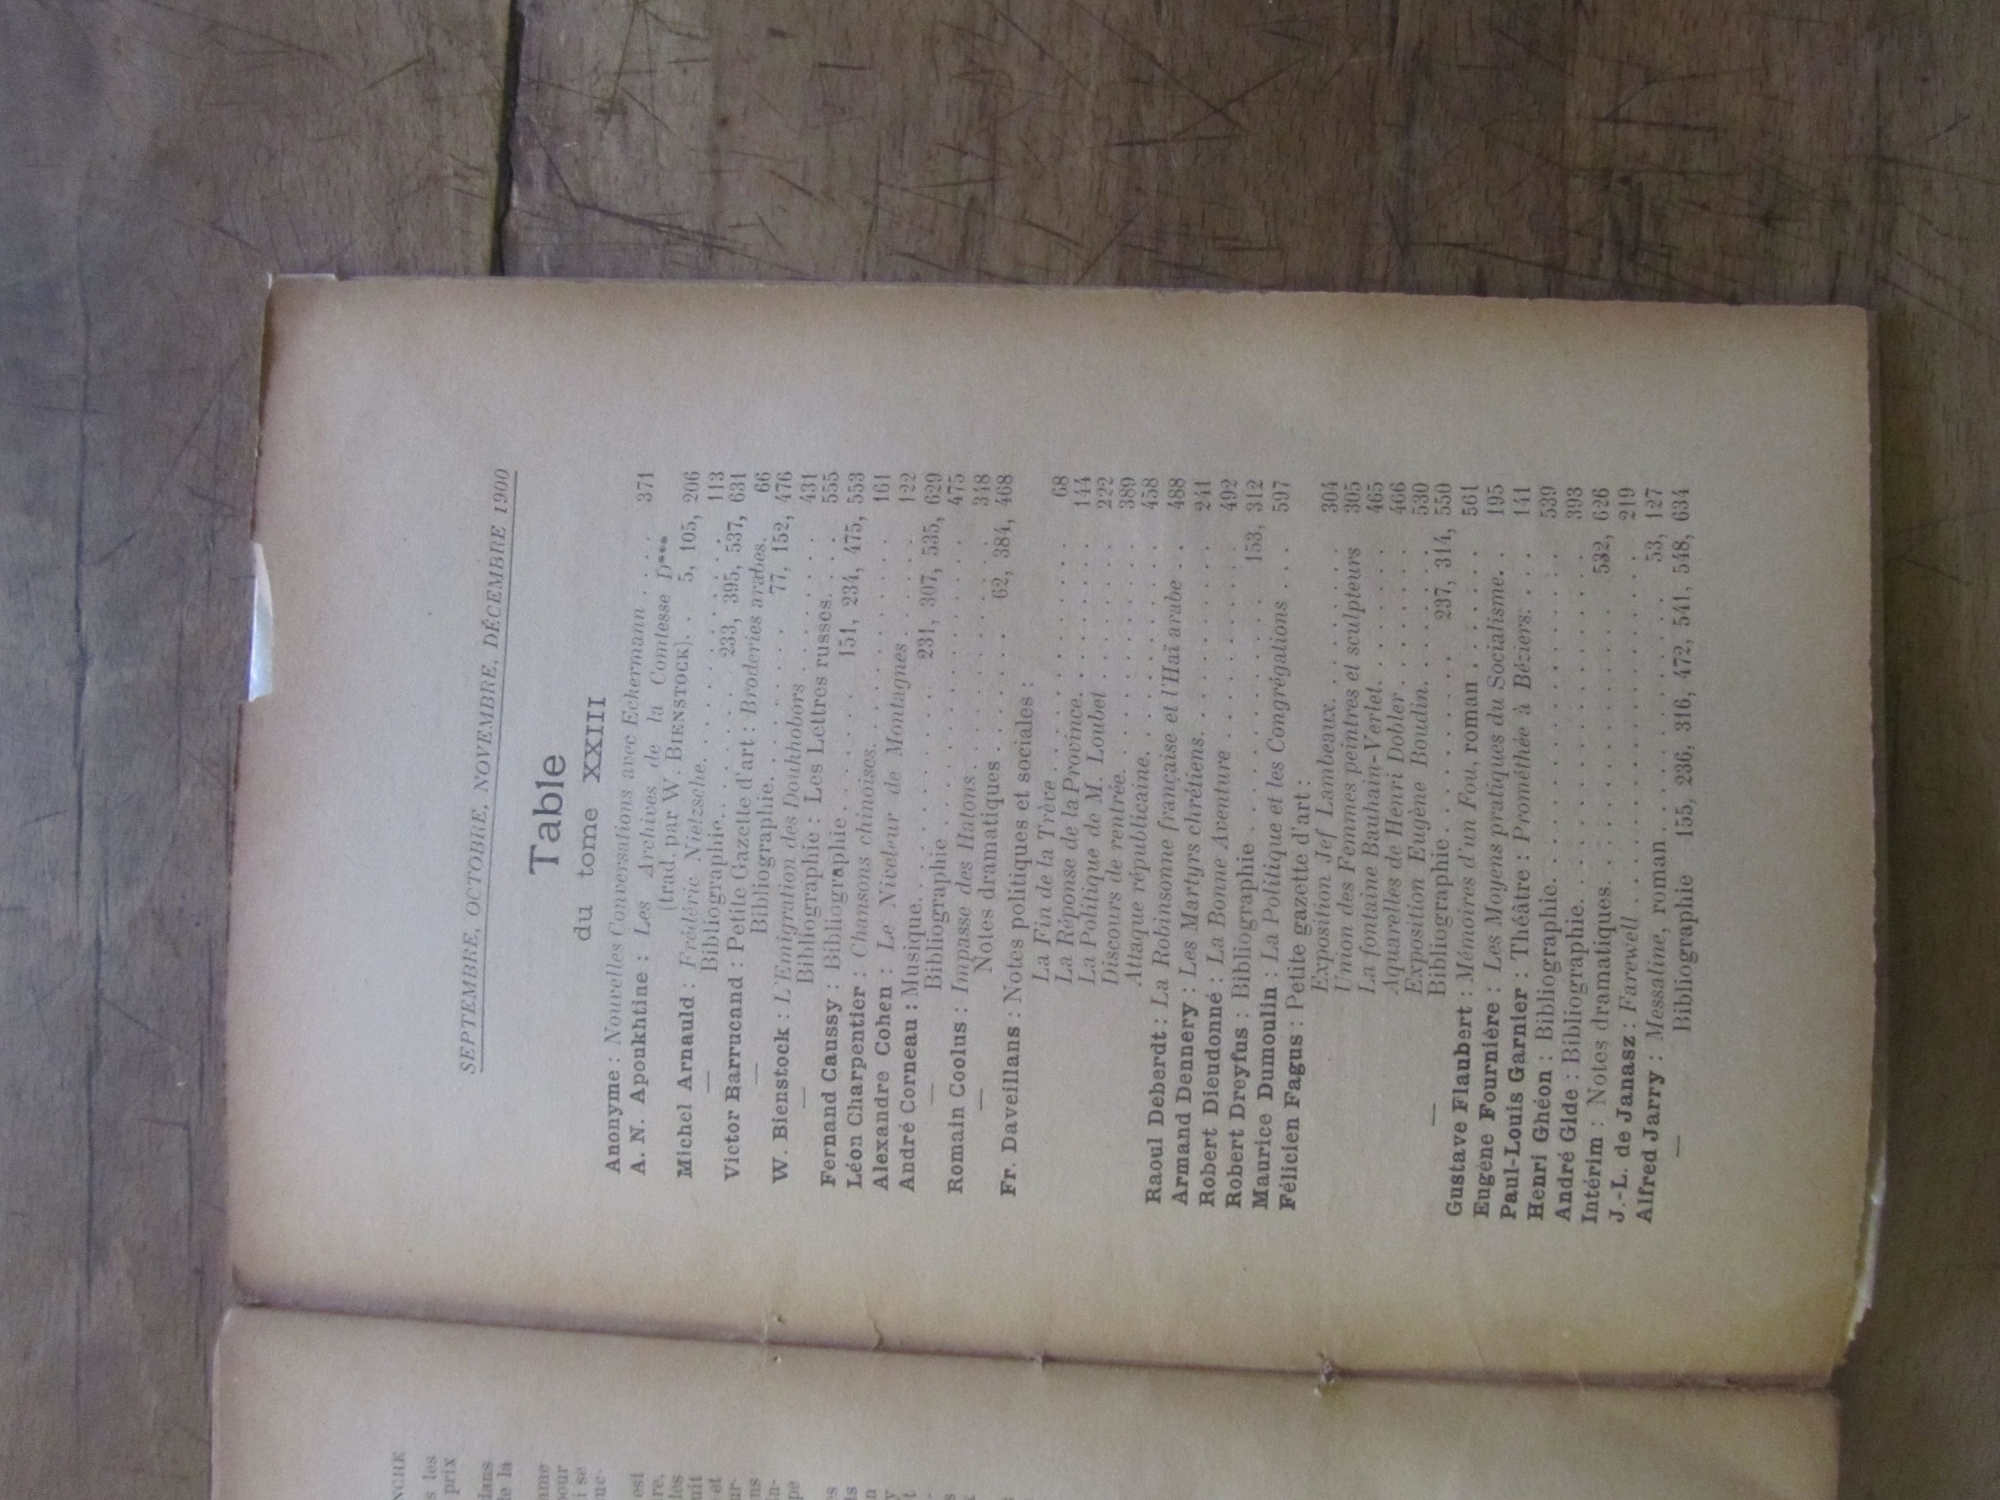 NCHE
s les
prix
SEPTEMBRE, OCTOBRE, NOVEMBRE, DÉCEMBRE 1900
Table
du tome XXIII
Anonyme : Nouvelles Conversations avec Eckermann . . . 371
A. N. Apoukhtine : Les Archives de la Comtesse D***
(trad. par W. BIENSTOCK). . 5, 105, 206
Michel Arnauld : Frédéric Nietzsche. . . . . . . . 113
— Bibliographie. . . . . . . 233, 395, 537, 631
Victor Barrucand : Petite Gazette d'art : Broderies arabes. 66
— Bibliographie. . . . . . . 77, 152, 476
W. Bienstock : L'Emigration des Doukhobors . . . . . . 431
— Bibliographie : Les Lettres russes. . . . 555
Fernand Caussy : Bibliographie. . . . . 151, 234, 475, 553
Léon Charpentier : Chansons chinoises. . . . . . . . 161
Alexandre Cohen : Le Niveleur de Montagnes . . . . . 122
André Corneau : Musique. . . . . . . 231, 307, 535, 629
— Bibliographie . . . . . . . . . . 475
Romain Coolus : Impasse des Hatons . . . . . . . . 348
— Notes dramatiques . . . . . 62, 384, 468
Fr. Daveillans : Notes politiques et sociales :
La Fin de la Trève . . . . . . . . . 68
La Réponse de la Province. . . . . . . . 144
La Politique de M. Loubet . . . . . . . 222
Discours de rentrée. . . . . . . . . 389
Attaque républicaine. . . . . . . . . 458
Raoul Deberdt : La Robinsonne française et l'Haï arabe . . 488
Armand Dennery : Les Martyrs chrétiens. . . . . . . . 241
Robert Dieudonné : La Bonne Aventure . . . . . . . . 492
Robert Dreyfus : Bibliographie . . . . . . . . . 153, 312
Maurice Dumoulin : La Politique et les Congrégations . . . 597
Félicien Fagus : Petite gazette d'art :
Exposition Jef Lambeaux. . . . . . . . 304
Union des Femmes peintres et sculpteurs 305
La fontaine Bauhain-Verlet. . . . . . . 465
Aquarelles de Henri Dobler . . . . . . 466
Exposition Eugène Boudin. . . . . . . 530
— Bibliographie . . . . . . . 237, 314, 550
Gustave Flaubert : Mémoires d'un Fou, roman . . . . . . 561
Eugène Fournière : Les Moyens pratiques du Socialisme. . 195
Paul-Louis Garnier : Théâtre : Prométhée à Béziers. . . . 141
Henri Ghéon : Bibliographie. . . . . . . . . . . . 539
André Gide : Bibliographie. . . . . . . . . . . . 393
Intérim : Notes dramatiques. . . . . . . . . . 532, 626
J.-L. de Janasz : Farewell . . . . . . . . . . . . 219
Alfred Jarry : Messaline, roman . . . . . . . . 53, 127
— Bibliographie 155, 236, 316, 472, 541, 548, 634